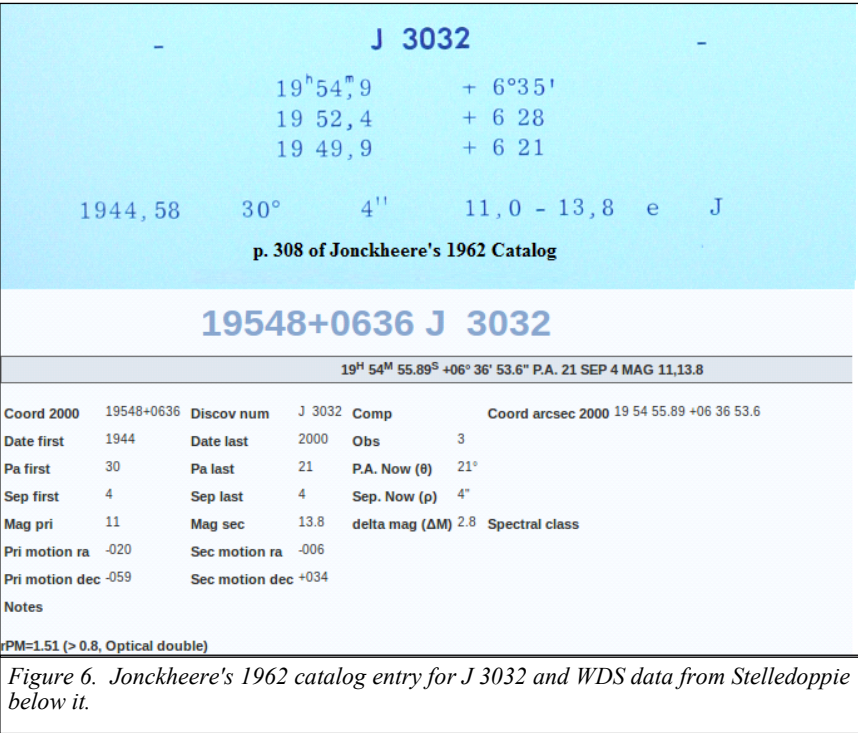 - J 3032 -
19ʰ54ᵐ,9 + 6°35'
19 52,4 + 6 28
19 49,9 + 6 21
1944,58 30° 4'' 11,0 - 13,8 e J
p. 308 of Jonckheere's 1962 Catalog
19548+0636 J 3032
19ᴴ 54ᴹ 55.89ˢ +06° 36' 53.6" P.A. 21 SEP 4 MAG 11,13.8
Coord 2000 19548+0636 Discov num J 3032 Comp Coord arcsec 2000 19 54 55.89 +06 36 53.6
Date first 1944 Date last 2000 Obs 3
Pa first 30 Pa last 21 P.A. Now (θ) 21°
Sep first 4 Sep last 4 Sep. Now (ρ) 4"
Mag pri 11 Mag sec 13.8 delta mag (ΔM) 2.8 Spectral class
Pri motion ra -020 Sec motion ra -006
Pri motion dec -059 Sec motion dec +034
Notes
rPM=1.51 (> 0.8, Optical double)
Figure 6. Jonckheere's 1962 catalog entry for J 3032 and WDS data from Stelledoppie
below it.